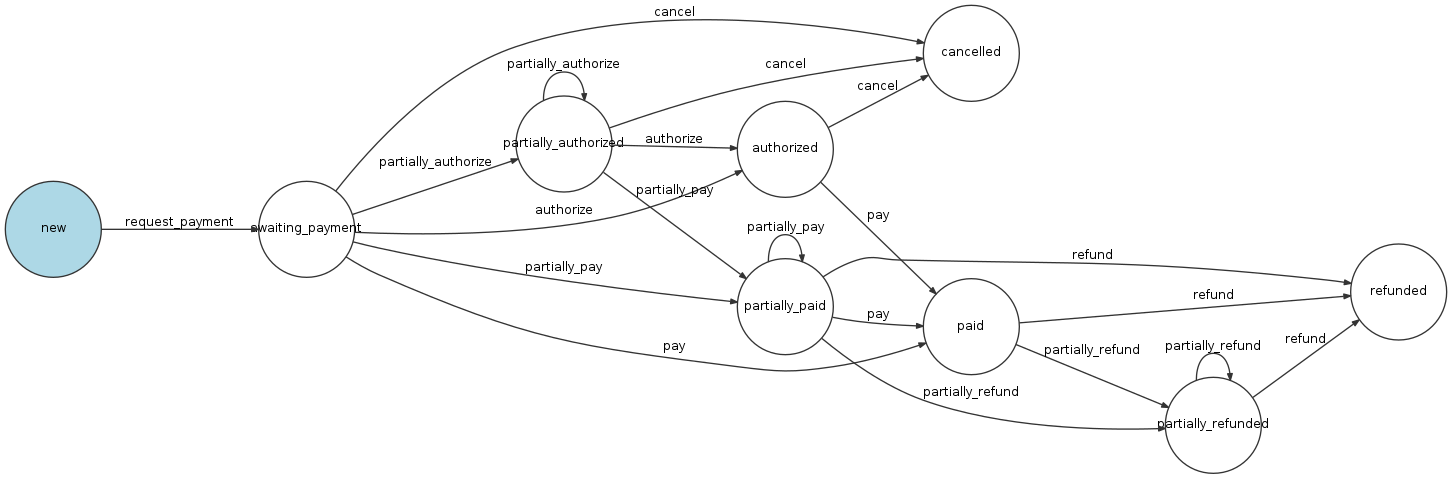 cancel
cancelled
partially_authorize
cancel
cancel
partially_authorized
authorize
authorized
partially_authorize
partially_pay
authorize
pay
new
request_payment
awaiting_payment
partially_pay
refund
partially_pay
refunded
refund
partially_paid
pay
paid
pay
refund
partially_refund
partially_refund
partially_refund
partially_refunded